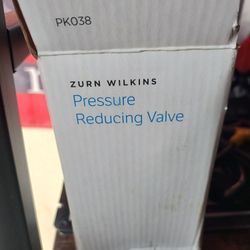 PK038
ZURN WILKINS
Pressure
Reducing Valve